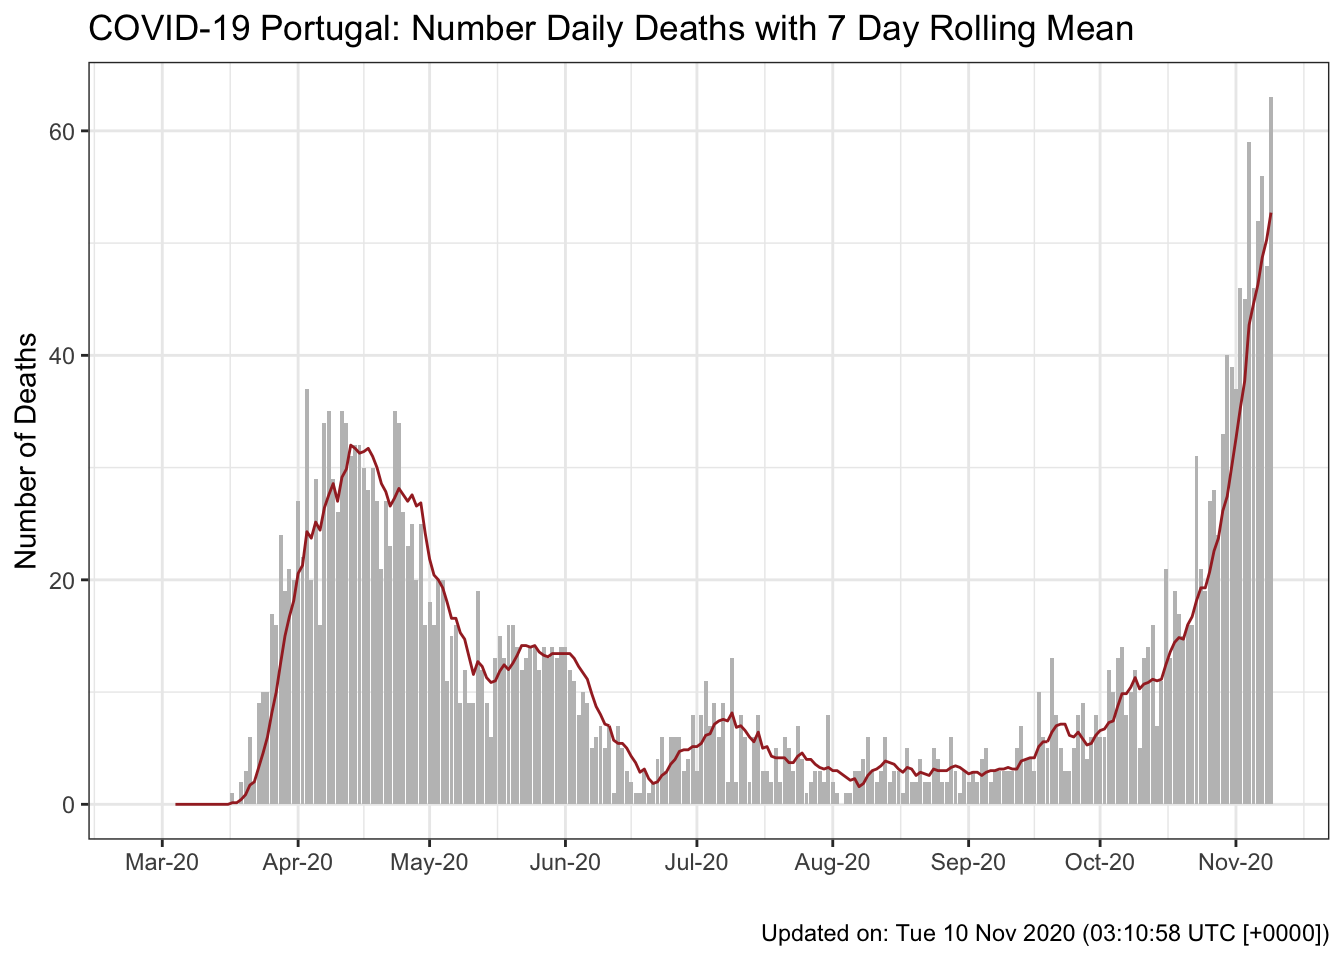 COVID-19 Portugal: Number Daily Deaths with 7 Day Rolling Mean
Number of Deaths
60
40
20
0
Mar-20 Apr-20 May-20 Jun-20 Jul-20 Aug-20 Sep-20 Oct-20 Nov-20
Updated on: Tue 10 Nov 2020 (03:10:58 UTC [+0000])